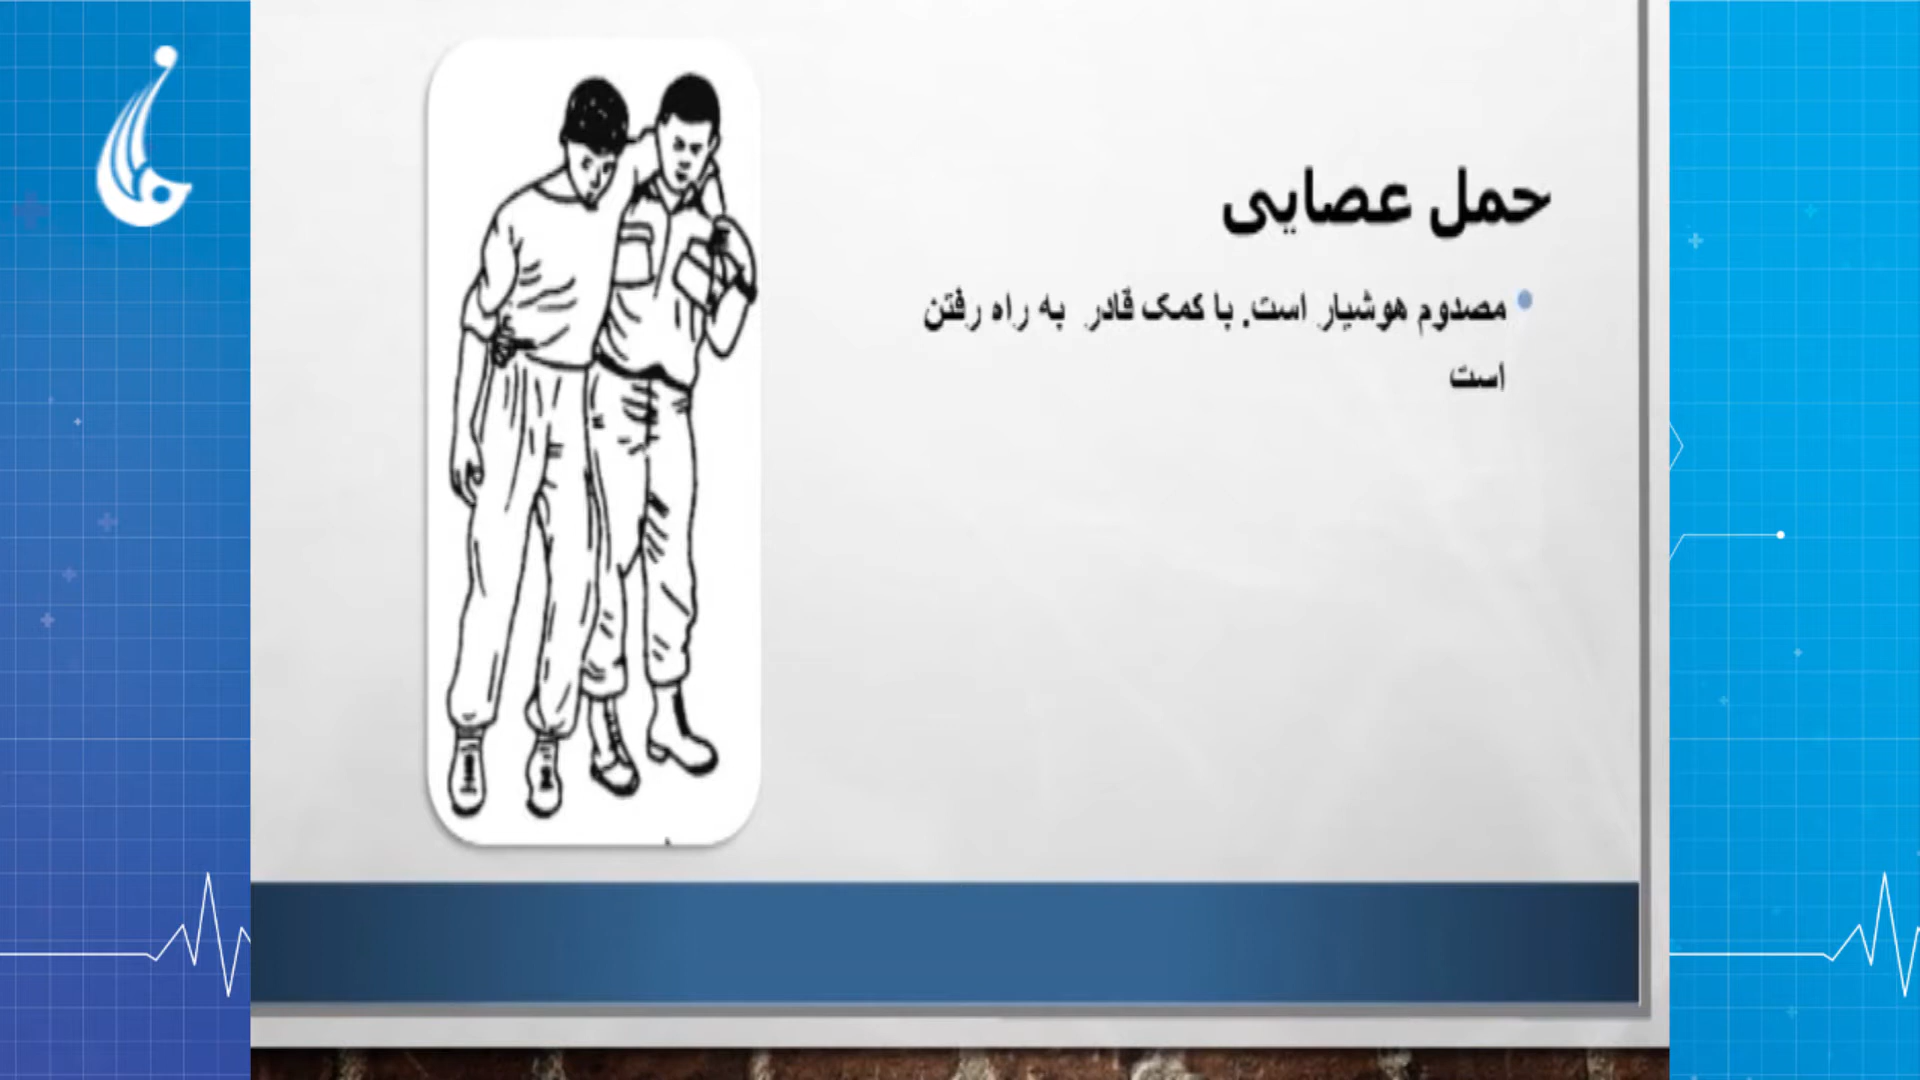 حمل عصایی
مصدوم هوشیار است. با کمک قادر به راه رفتن
است